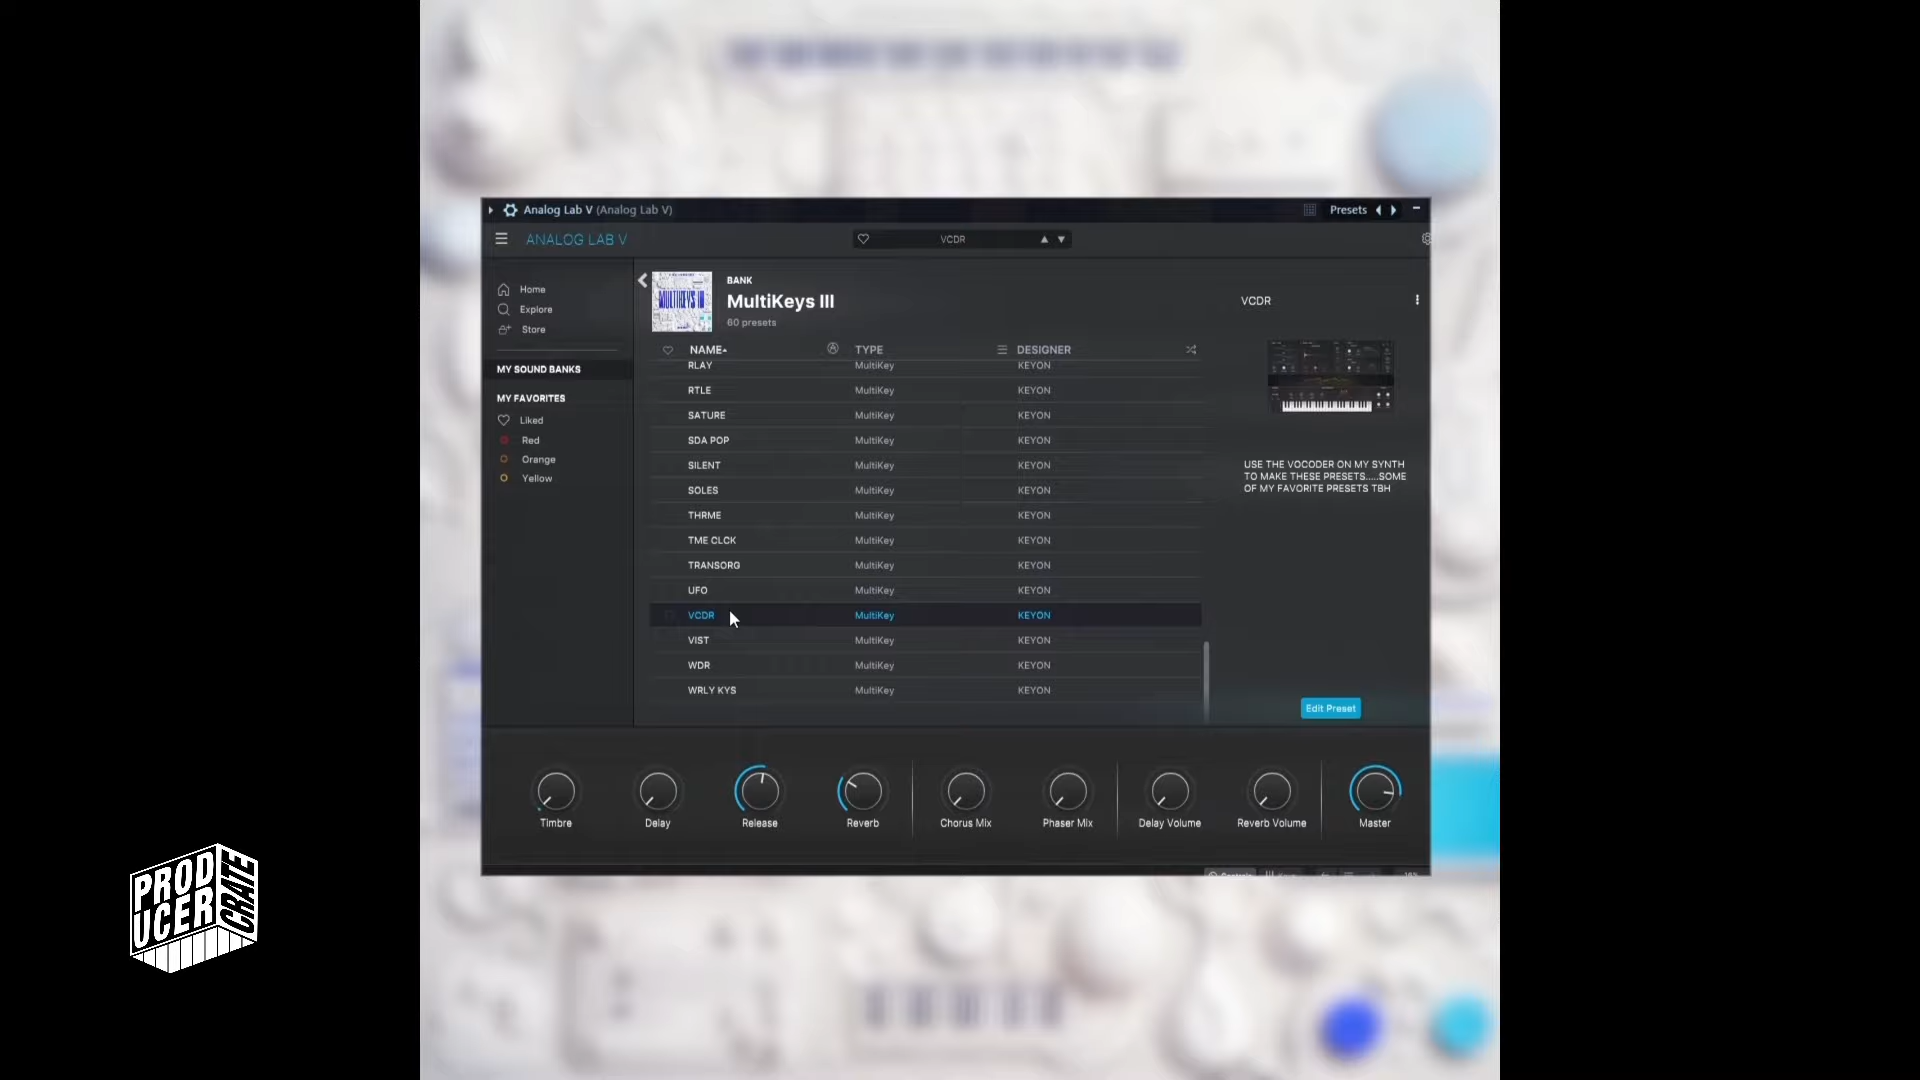 Analog Lab V (Analog Lab V)
Presets
ANALOG LAB V
VCDR
Home
Explore
Store
MY SOUND BANKS
MY FAVORITES
Liked
Red
Orange
Yellow
MULTIKEYS III
BANK
MultiKeys III
60 presets
NAME TYPE DESIGNER
RLAY MultiKey KEYON
RTLE MultiKey KEYON
SATURE MultiKey KEYON
SDA POP MultiKey KEYON
SILENT MultiKey KEYON
SOLES MultiKey KEYON
THRME MultiKey KEYON
TME CLCK MultiKey KEYON
TRANSORG MultiKey KEYON
UFO MultiKey KEYON
VCDR MultiKey KEYON
VIST MultiKey KEYON
WDR MultiKey KEYON
WRLY KYS MultiKey KEYON
VCDR
USE THE VOCODER ON MY SYNTH
TO MAKE THESE PRESETS.....SOME
OF MY FAVORITE PRESETS TBH
Edit Preset
Timbre Delay Release Reverb Chorus Mix Phaser Mix Delay Volume Reverb Volume Master
PRODUCER
CRATE